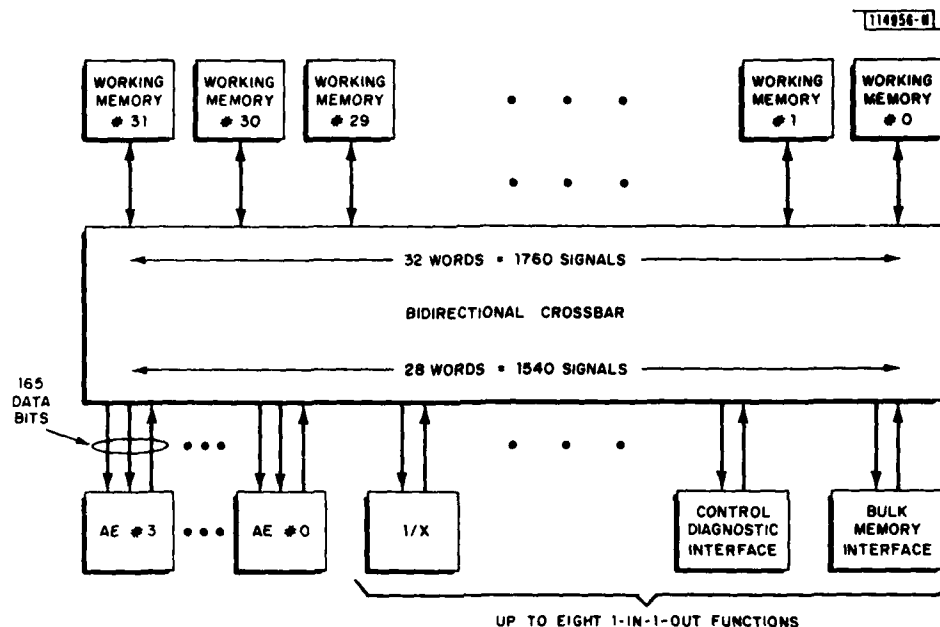 114956-N
WORKING MEMORY # 31
WORKING MEMORY # 30
WORKING MEMORY # 29
WORKING MEMORY # 1
WORKING MEMORY # 0
32 WORDS = 1760 SIGNALS
BIDIRECTIONAL CROSSBAR
28 WORDS = 1540 SIGNALS
165
DATA
BITS
AE # 3
AE # 0
1/X
CONTROL
DIAGNOSTIC
INTERFACE
BULK
MEMORY
INTERFACE
UP TO EIGHT 1-IN-1-OUT FUNCTIONS